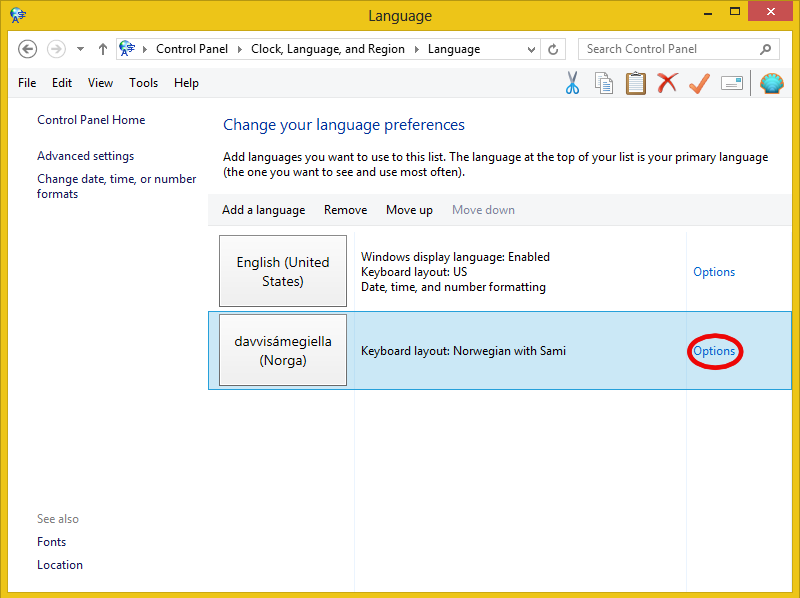 Language
Control Panel Clock, Language, and Region Language
Search Control Panel
File Edit View Tools Help
Control Panel Home
Advanced settings
Change date, time, or number
formats
Change your language preferences
Add languages you want to use to this list. The language at the top of your list is your primary language
(the one you want to see and use most often).
Add a language Remove Move up Move down
English (United
States)
Windows display language: Enabled
Keyboard layout: US
Date, time, and number formatting
Options
davvisámegiella
(Norga)
Keyboard layout: Norwegian with Sami
Options
See also
Fonts
Location